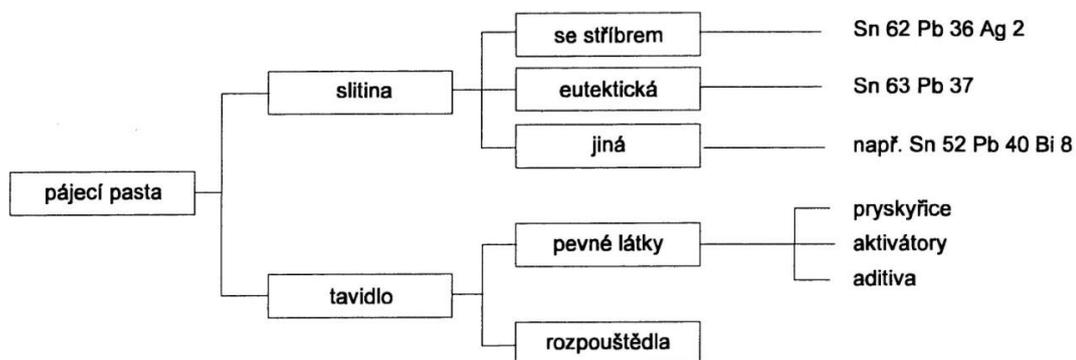 se stříbrem
Sn 62 Pb 36 Ag 2
slitina
eutektická
Sn 63 Pb 37
jiná
např. Sn 52 Pb 40 Bi 8
pájecí pasta
pryskyřice
pevné látky
aktivátory
aditiva
tavidlo
rozpouštědla